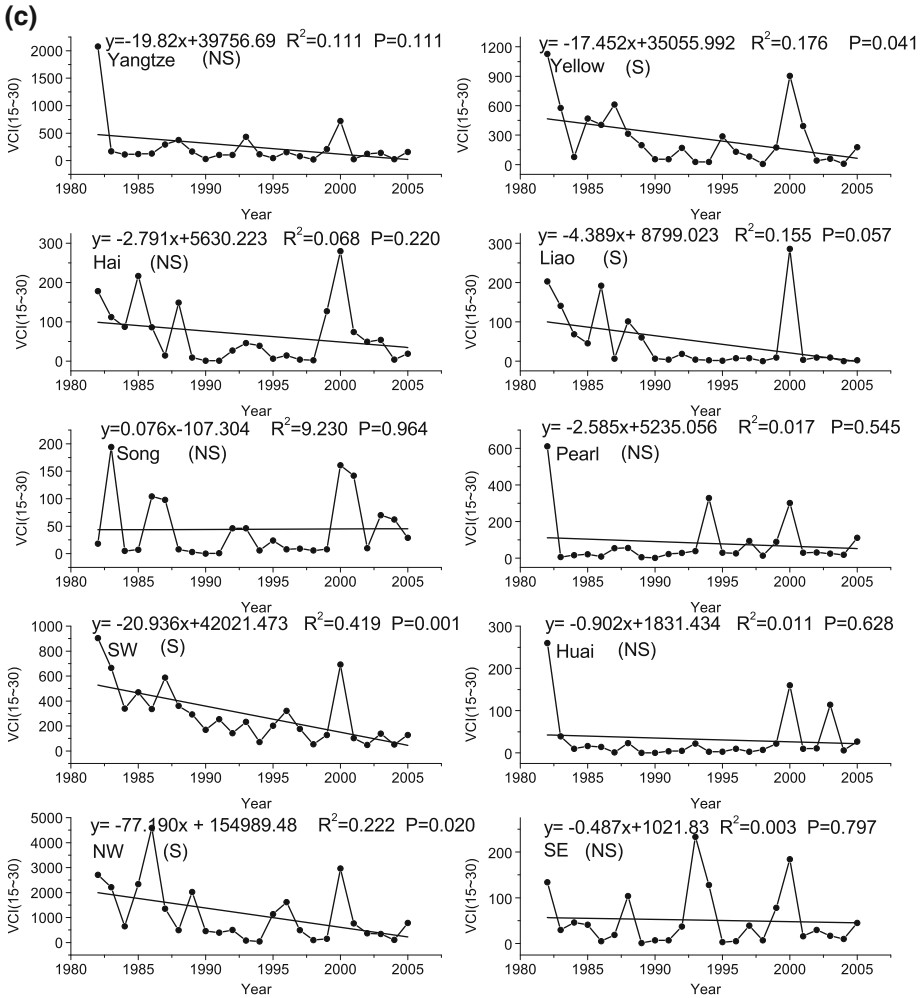 (c)
y=-19.82x+39756.69 R²=0.111 P=0.111
Yangtze (NS)
VCI(15~30)
2000
1500
1000
500
0
1980 1985 1990 1995 2000 2005
Year
y= -17.452x+35055.992 R²=0.176 P=0.041
Yellow (S)
VCI(15~30)
1200
900
600
300
0
1980 1985 1990 1995 2000 2005
Year
y= -2.791x+5630.223 R²=0.068 P=0.220
Hai (NS)
VCI(15~30)
300
200
100
0
1980 1985 1990 1995 2000 2005
Year
y= -4.389x+ 8799.023 R²=0.155 P=0.057
Liao (S)
VCI(15~30)
300
200
100
0
1980 1985 1990 1995 2000 2005
Year
y=0.076x-107.304 R²=9.230 P=0.964
Song (NS)
VCI(15~30)
200
150
100
50
0
1980 1985 1990 1995 2000 2005
Year
y= -2.585x+5235.056 R²=0.017 P=0.545
Pearl (NS)
VCI(15~30)
600
400
200
0
1980 1985 1990 1995 2000 2005
Year
y= -20.936x+42021.473 R²=0.419 P=0.001
SW (S)
VCI(15~30)
1000
800
600
400
200
0
1980 1985 1990 1995 2000 2005
Year
y= -0.902x+1831.434 R²=0.011 P=0.628
Huai (NS)
VCI(15~30)
300
200
100
0
1980 1985 1990 1995 2000 2005
Year
y= -77.190x + 154989.48 R²=0.222 P=0.020
NW (S)
VCI(15~30)
5000
4000
3000
2000
1000
0
1980 1985 1990 1995 2000 2005
Year
y= -0.487x+1021.83 R²=0.003 P=0.797
SE (NS)
VCI(15~30)
200
100
0
1980 1985 1990 1995 2000 2005
Year